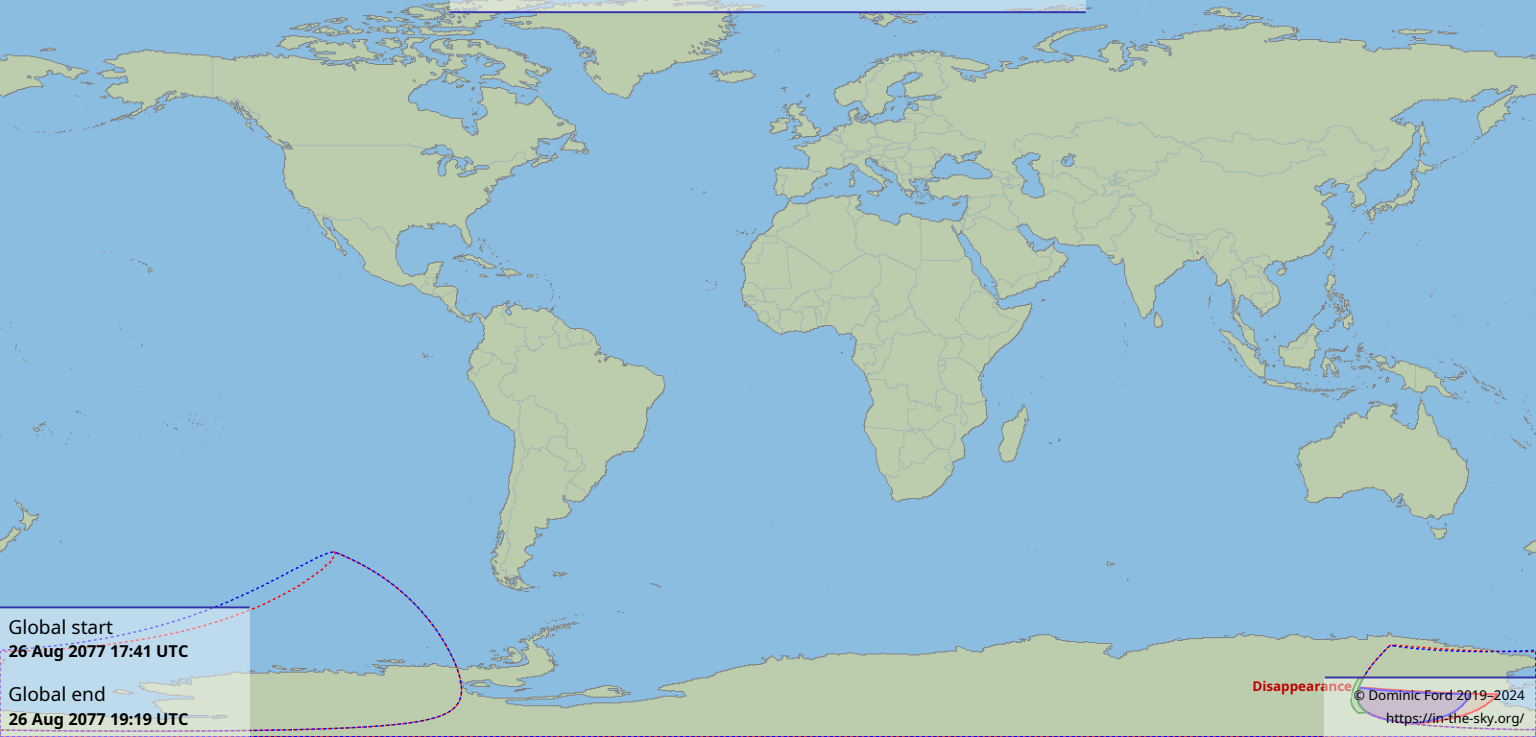 Global start
26 Aug 2077 17:41 UTC
Global end
26 Aug 2077 19:19 UTC
Disappearance
© Dominic Ford 2019–2024
https://in-the-sky.org/